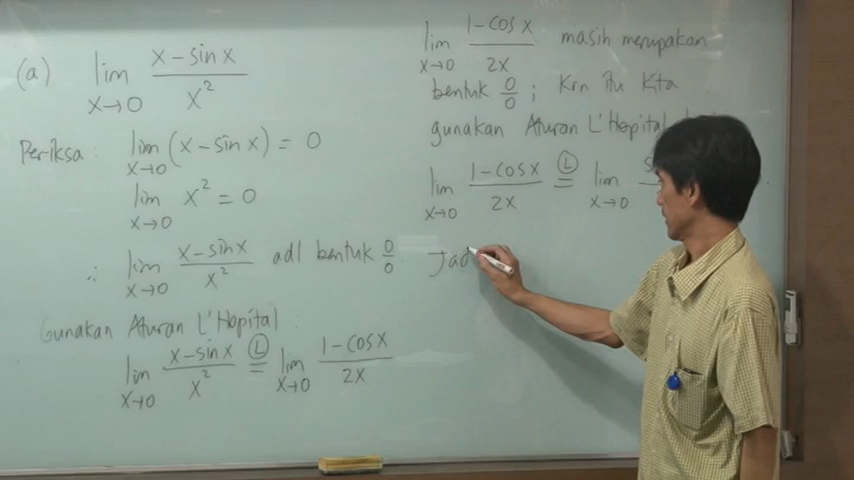 (a) lim x→0 x - sin x / x²
Periksa : lim x→0 (x - sin x) = 0
lim x→0 x² = 0
∴ lim x→0 x - sin x / x² adl bentuk 0/0.
Gunakan Aturan L'Hopital :
lim x→0 x - sin x / x² (L)= lim x→0 1 - cos x / 2x
lim x→0 1 - cos x / 2x masih merupakan
bentuk 0/0 ; Krn itu Kita
gunakan Aturan L'Hopital
lim x→0 1 - cos x / 2x (L)= lim x→0
Jad